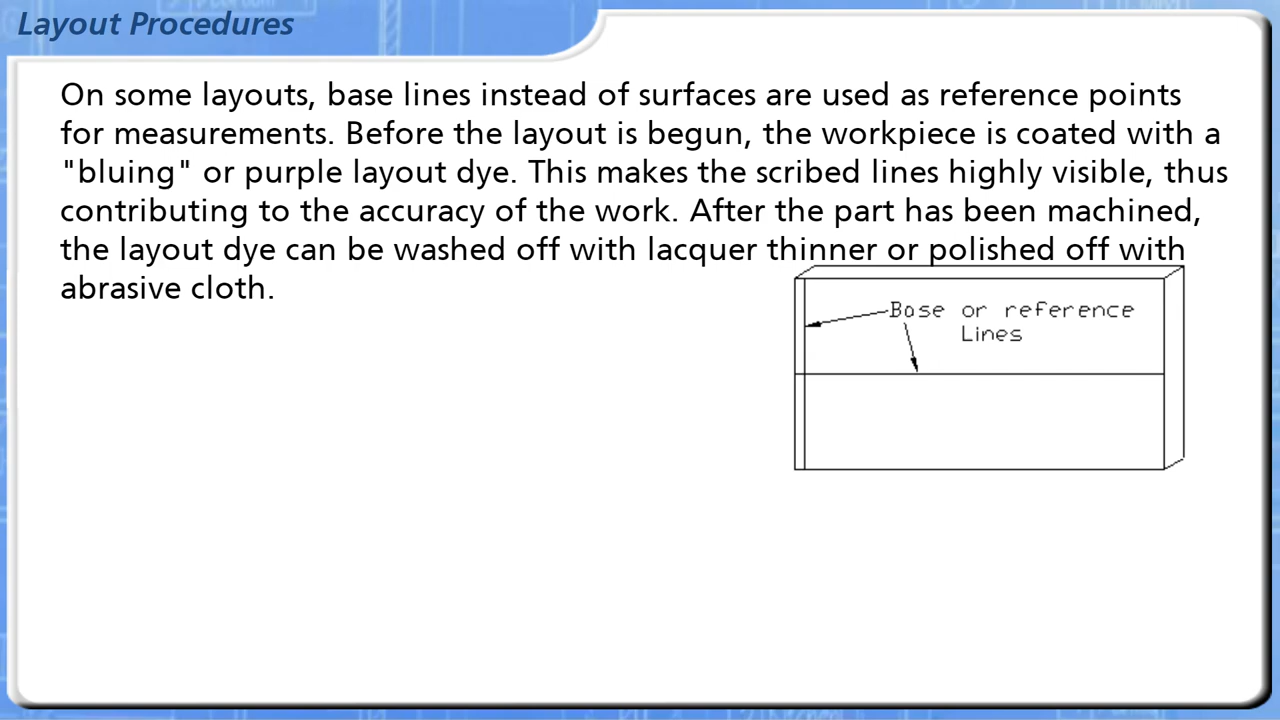 Layout Procedures
On some layouts, base lines instead of surfaces are used as reference points
for measurements. Before the layout is begun, the workpiece is coated with a
"bluing" or purple layout dye. This makes the scribed lines highly visible, thus
contributing to the accuracy of the work. After the part has been machined,
the layout dye can be washed off with lacquer thinner or polished off with
abrasive cloth.
Base or reference
Lines